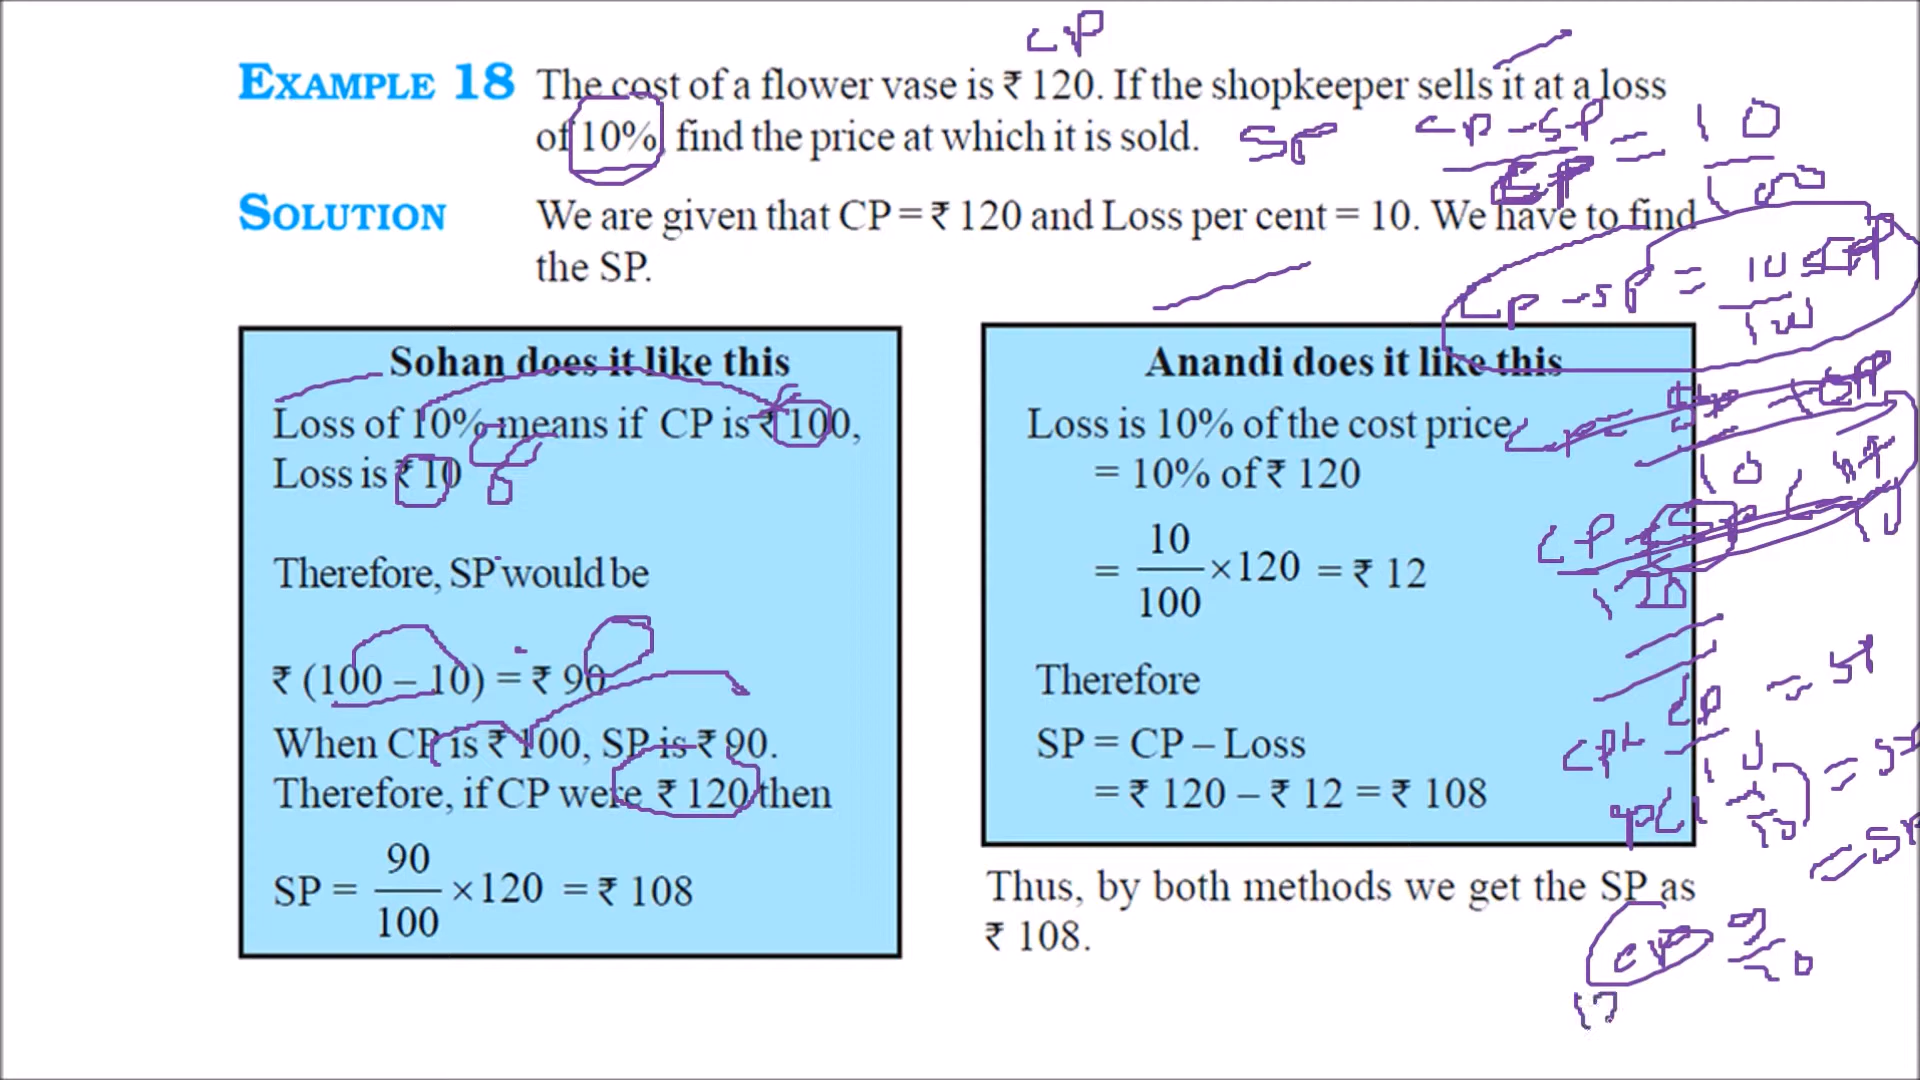 CP
EXAMPLE 18 The cost of a flower vase is ₹ 120. If the shopkeeper sells it at a loss
of 10% find the price at which it is sold. SP
CP - SP = 10
CP
SOLUTION We are given that CP = ₹ 120 and Loss per cent = 10. We have to find
the SP.
Sohan does it like this
Loss of 10% means if CP is ₹ 100,
Loss is ₹ 10
Therefore, SP would be
₹ (100 – 10) = ₹ 90
When CP is ₹ 100, SP is ₹ 90.
Therefore, if CP were ₹ 120 then
SP = 90/100 × 120 = ₹ 108
Anandi does it like this
Loss is 10% of the cost price
= 10% of ₹ 120
= 10/100 × 120 = ₹ 12
Therefore
SP = CP – Loss
= ₹ 120 – ₹ 12 = ₹ 108
Thus, by both methods we get the SP as
₹ 108.